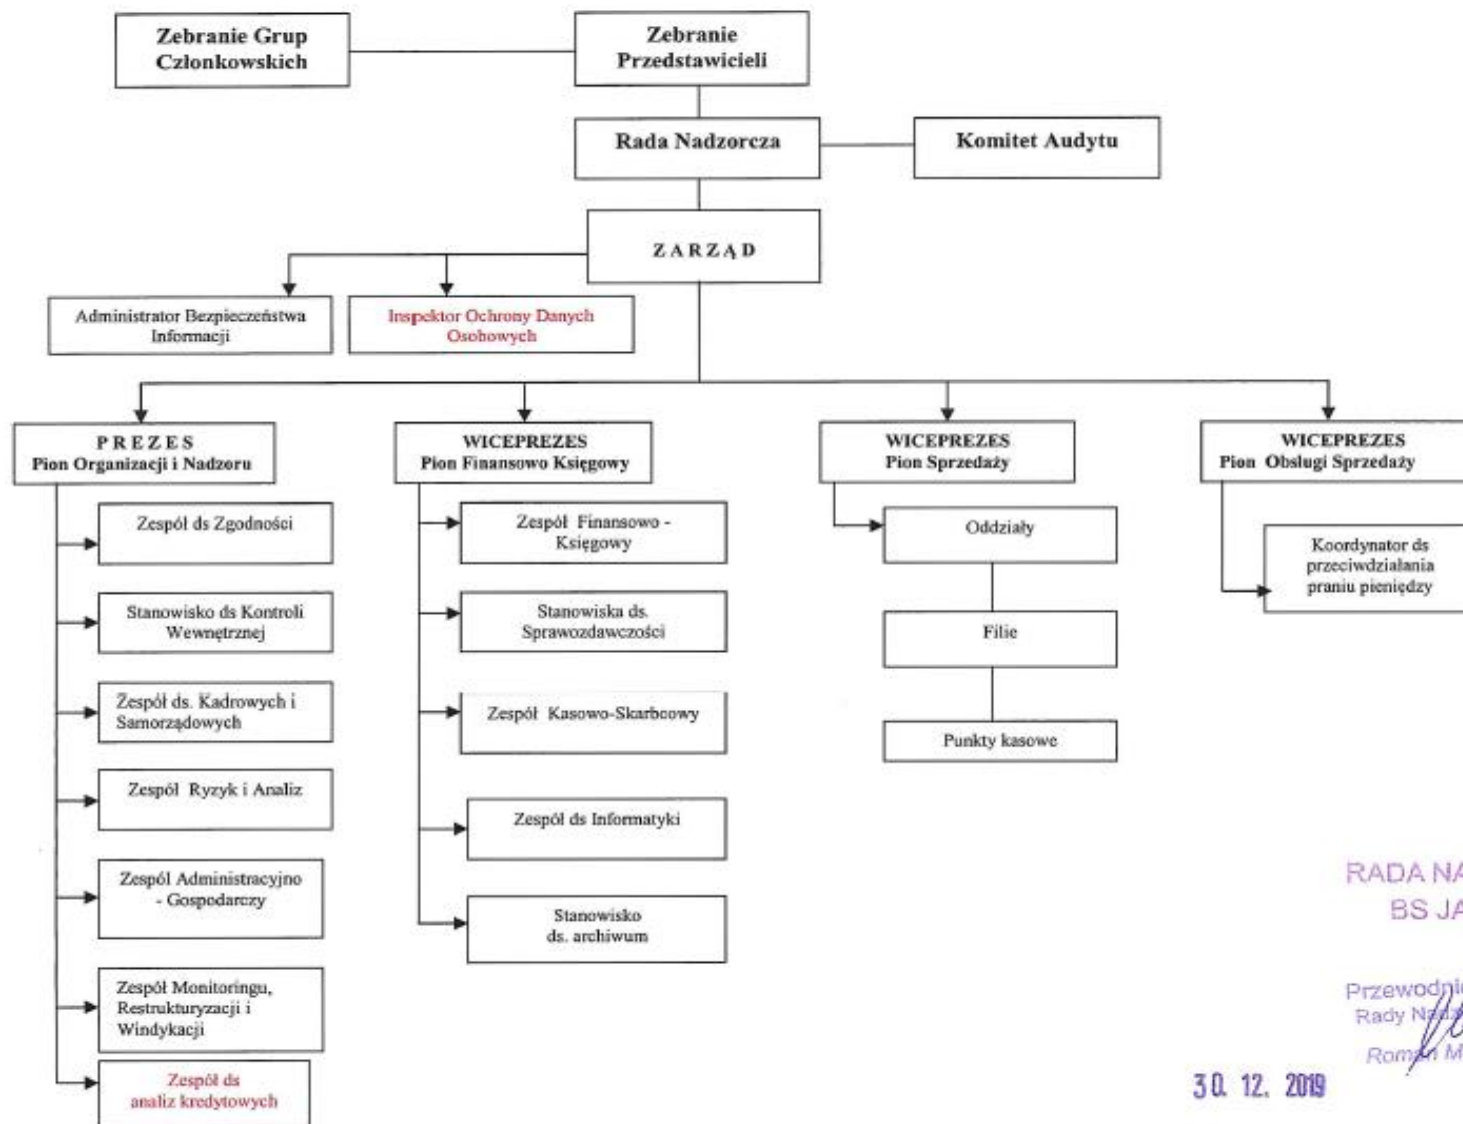 Zebranie Grup
Członkowskich
Zebranie
Przedstawicieli
Rada Nadzorcza
Komitet Audytu
Z A R Z Ą D
Administrator Bezpieczeństwa
Informacji
Inspektor Ochrony Danych
Osobowych
P R E Z E S
Pion Organizacji i Nadzoru
WICEPREZES
Pion Finansowo Księgowy
WICEPREZES
Pion Sprzedaży
WICEPREZES
Pion Obsługi Sprzedaży
Zespół ds Zgodności
Stanowisko ds Kontroli
Wewnętrznej
Zespół ds. Kadrowych i
Samorządowych
Zespół Ryzyk i Analiz
Zespół Administracyjno
- Gospodarczy
Zespół Monitoringu,
Restrukturyzacji i
Windykacji
Zespół ds
analiz kredytowych
Zespół Finansowo -
Księgowy
Stanowiska ds.
Sprawozdawczości
Zespół Kasowo-Skarbcowy
Zespół ds Informatyki
Stanowisko
ds. archiwum
Oddziały
Filie
Punkty kasowe
Koordynator ds
przeciwdziałania
praniu pieniędzy
RADA NA
BS JA
Rady
Roman M
30. 12. 2019